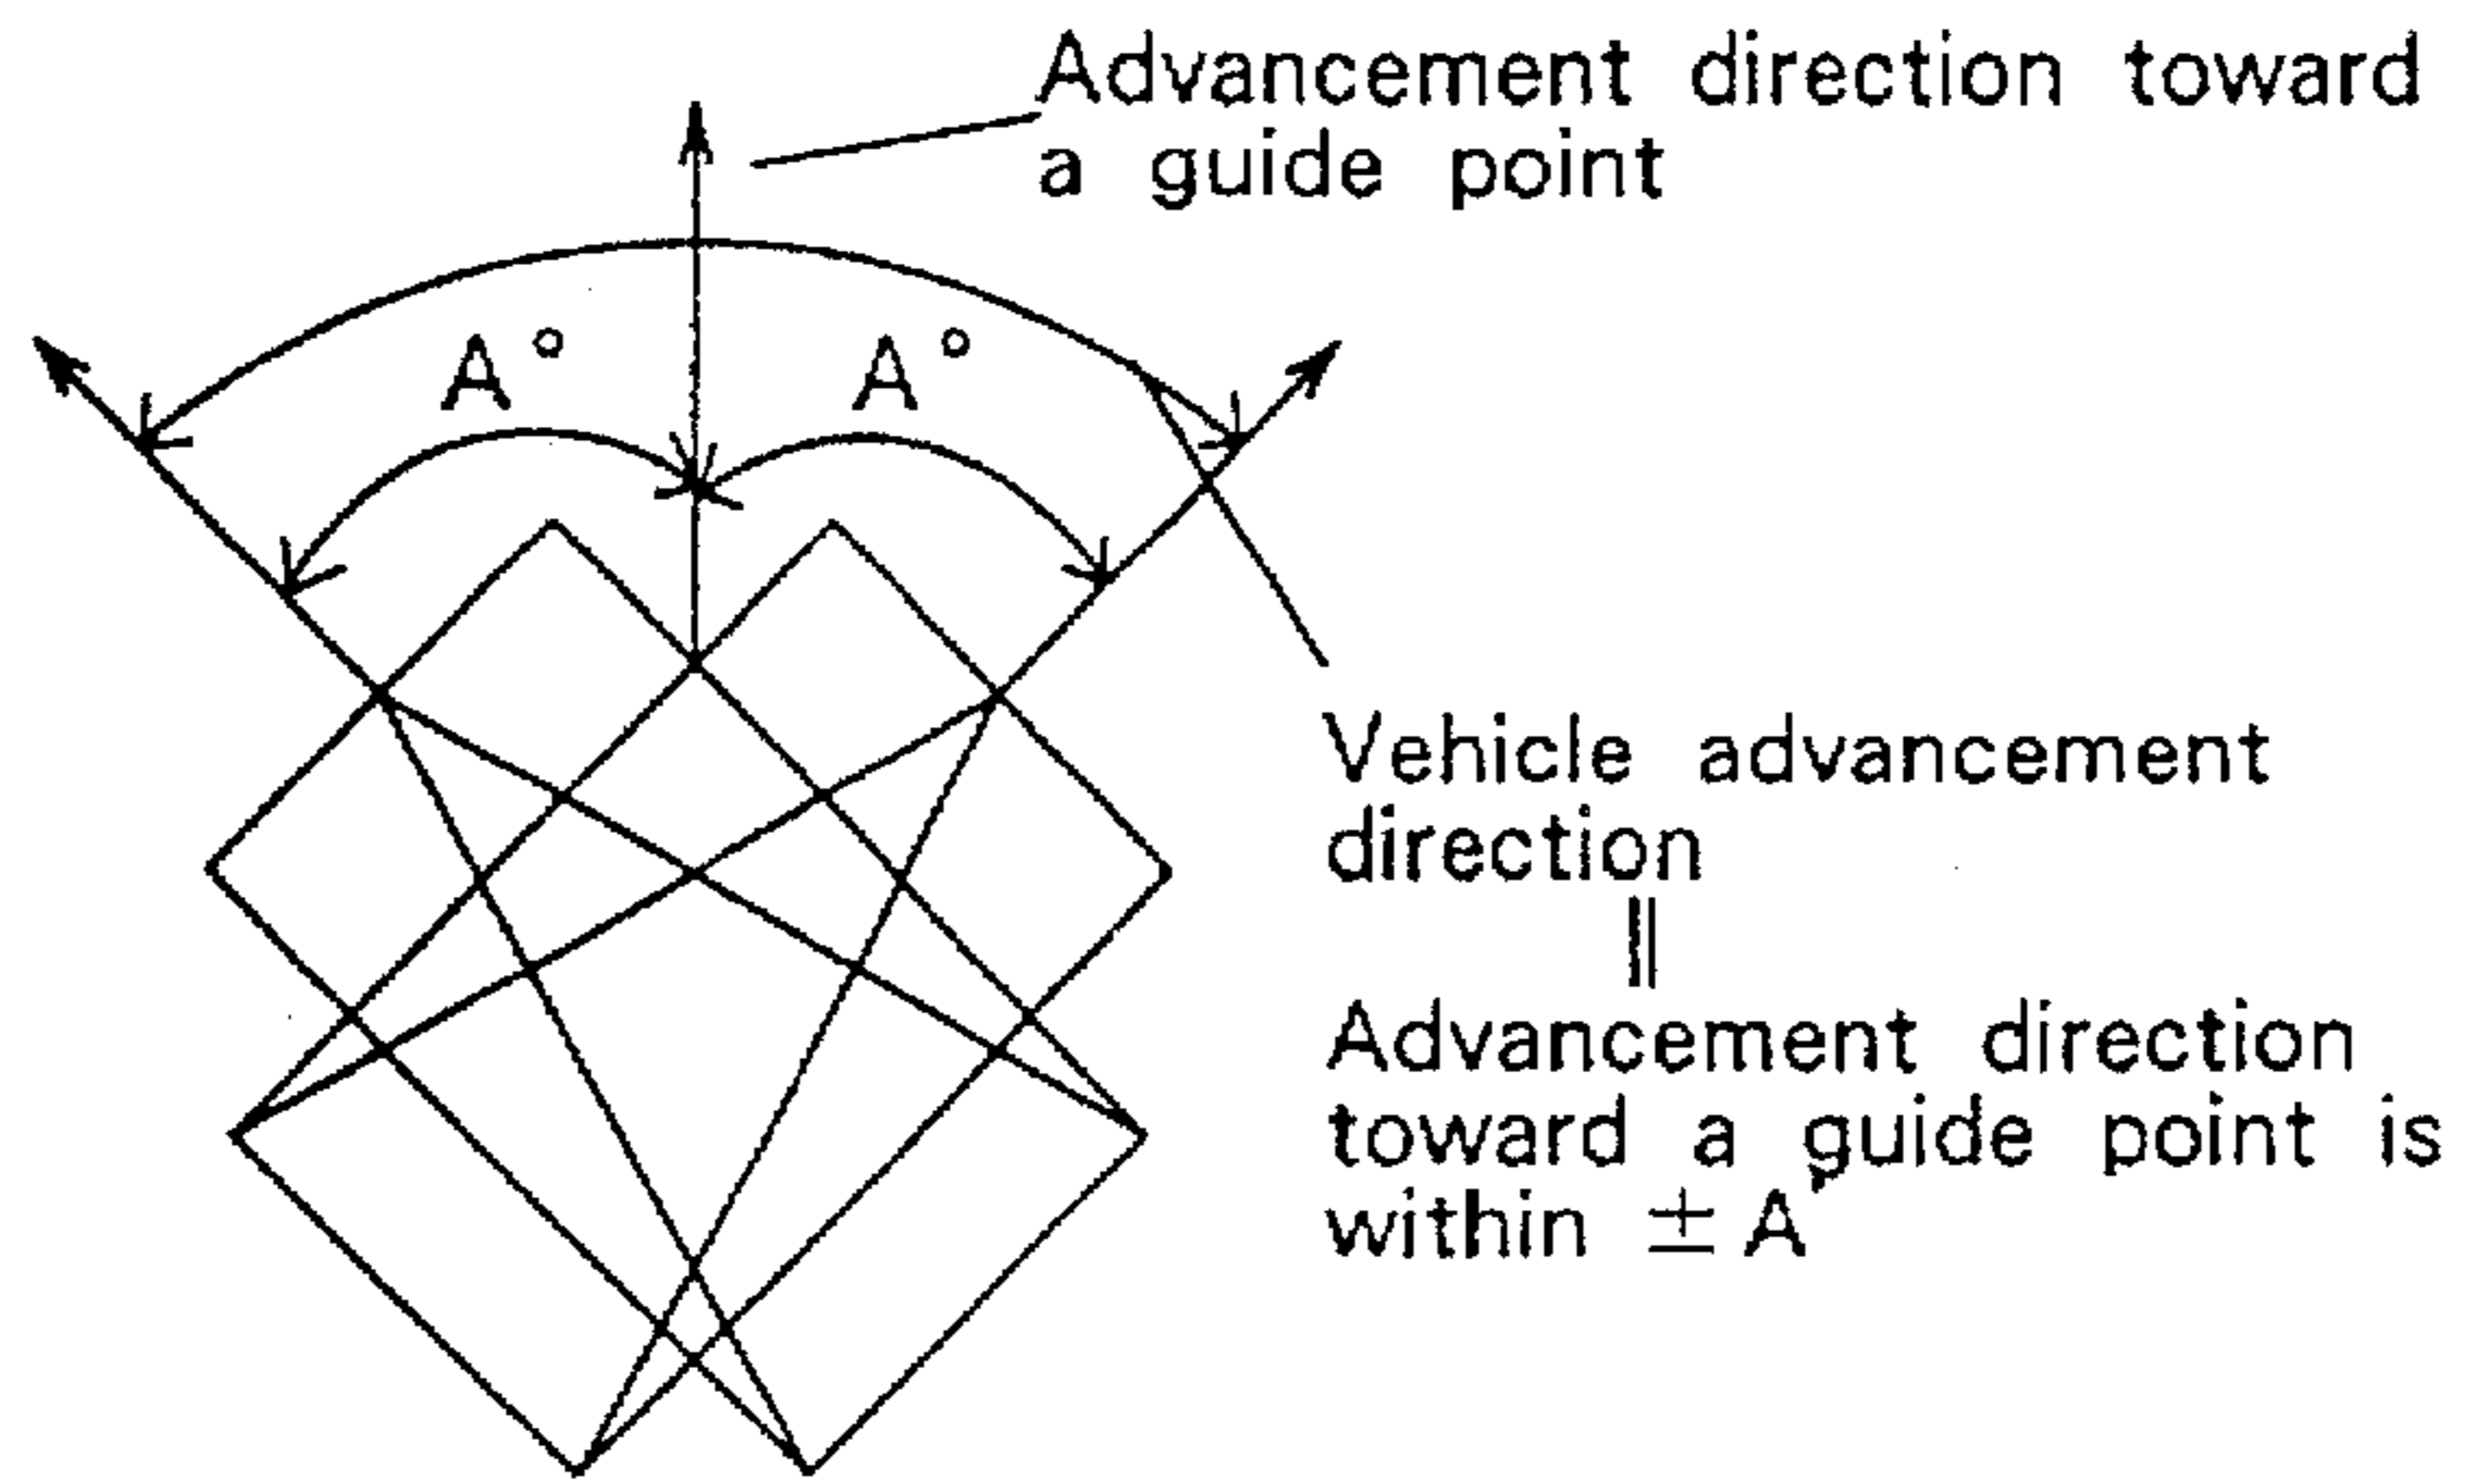 Advancement direction toward
a guide point
A° A°
Vehicle advancement
direction
||
Advancement direction
toward a guide point is
within ± A°